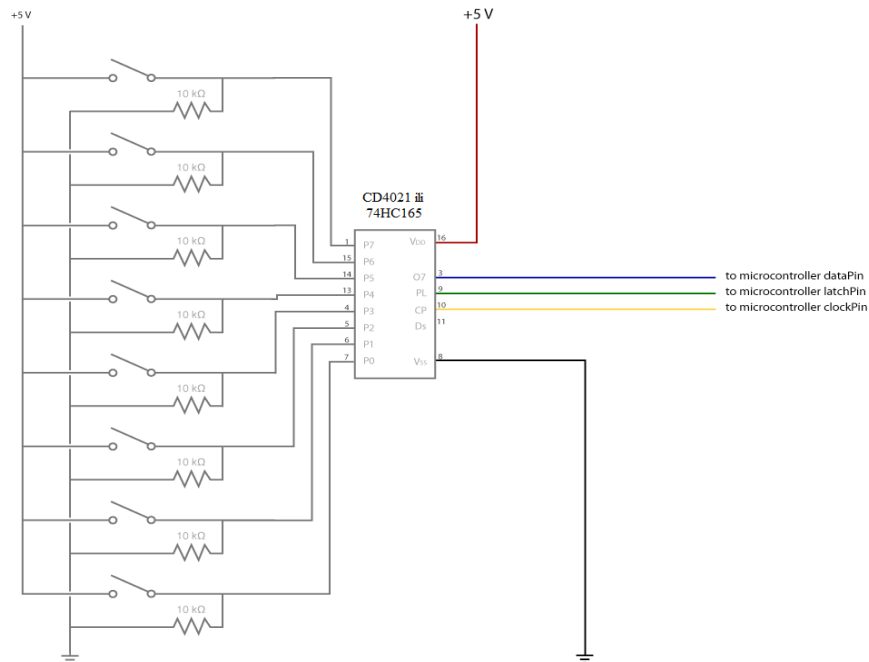 +5 V
+5 V
10 kΩ
10 kΩ
10 kΩ
10 kΩ
10 kΩ
10 kΩ
10 kΩ
10 kΩ
CD4021 ili
74HC165
1 P7
15 P6
14 P5
13 P4
4 P3
5 P2
6 P1
7 P0
VDD 16
O7 3
PL 9
CP 10
Ds 11
Vss 8
to microcontroller dataPin
to microcontroller latchPin
to microcontroller clockPin